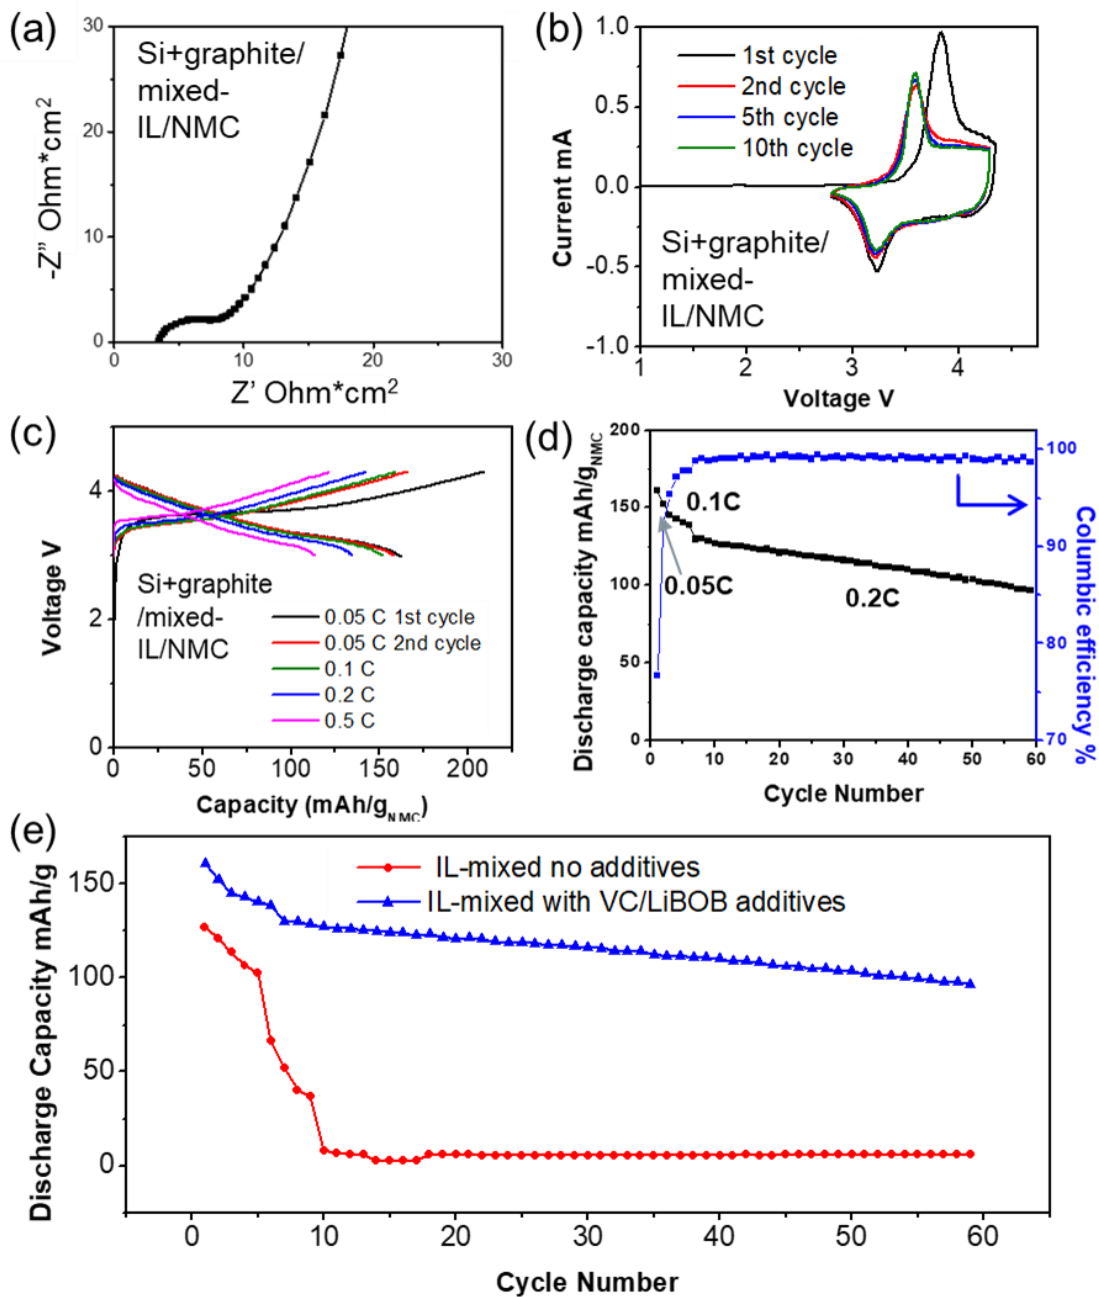 (a)
Si+graphite/
mixed-
IL/NMC
30
20
10
0
-Z" Ohm*cm2
0
10
20
30
Z' Ohm*cm2
(b)
1st cycle
2nd cycle
5th cycle
10th cycle
1.0
0.5
0.0
-0.5
-1.0
Current mA
Si+graphite/
mixed-
IL/NMC
1
2
3
4
Voltage V
(c)
4
2
0
Voltage V
Si+graphite
/mixed-
IL/NMC
0.05 C 1st cycle
0.05 C 2nd cycle
0.1 C
0.2 C
0.5 C
0
50
100
150
200
Capacity (mAh/gNMC)
(d)
200
150
100
50
0
Discharge capacity mAh/gNMC
0.1C
0.05C
0.2C
100
90
80
70
Columbic efficiency %
0
10
20
30
40
50
60
Cycle Number
(e)
IL-mixed no additives
IL-mixed with VC/LiBOB additives
150
100
50
0
Discharge Capacity mAh/g
0
10
20
30
40
50
60
Cycle Number